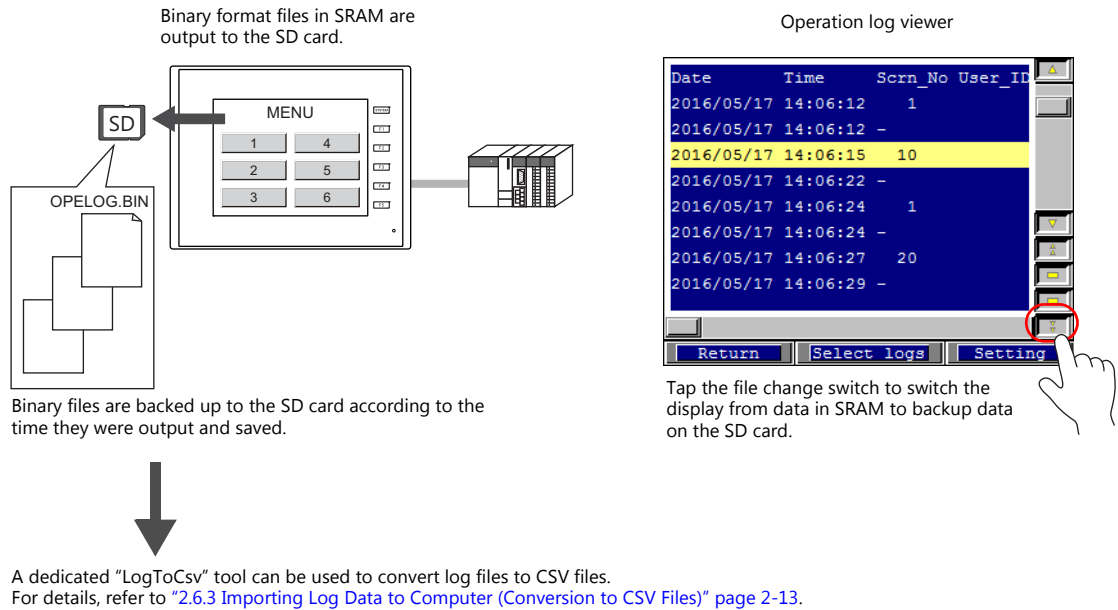 Binary format files in SRAM are
output to the SD card.
SD
OPELOG.BIN
MENU
1 4
2 5
3 6
SYSTEM
F1
F2
F3
F4
F5
Binary files are backed up to the SD card according to the
time they were output and saved.
Operation log viewer
Date Time Scrn_No User_ID
2016/05/17 14:06:12 1
2016/05/17 14:06:12 -
2016/05/17 14:06:15 10
2016/05/17 14:06:22 -
2016/05/17 14:06:24 1
2016/05/17 14:06:24 -
2016/05/17 14:06:27 20
2016/05/17 14:06:29 -
Return Select logs Setting
Tap the file change switch to switch the
display from data in SRAM to backup data
on the SD card.
A dedicated “LogToCsv” tool can be used to convert log files to CSV files.
For details, refer to “2.6.3 Importing Log Data to Computer (Conversion to CSV Files)” page 2-13.